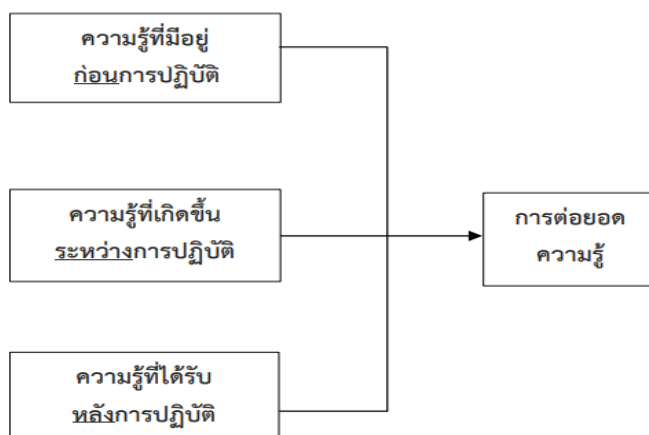 ความรู้ที่มีอยู่
ก่อนการปฏิบัติ
ความรู้ที่เกิดขึ้น
ระหว่างการปฏิบัติ
การต่อยอด
ความรู้
ความรู้ที่ได้รับ
หลังการปฏิบัติ